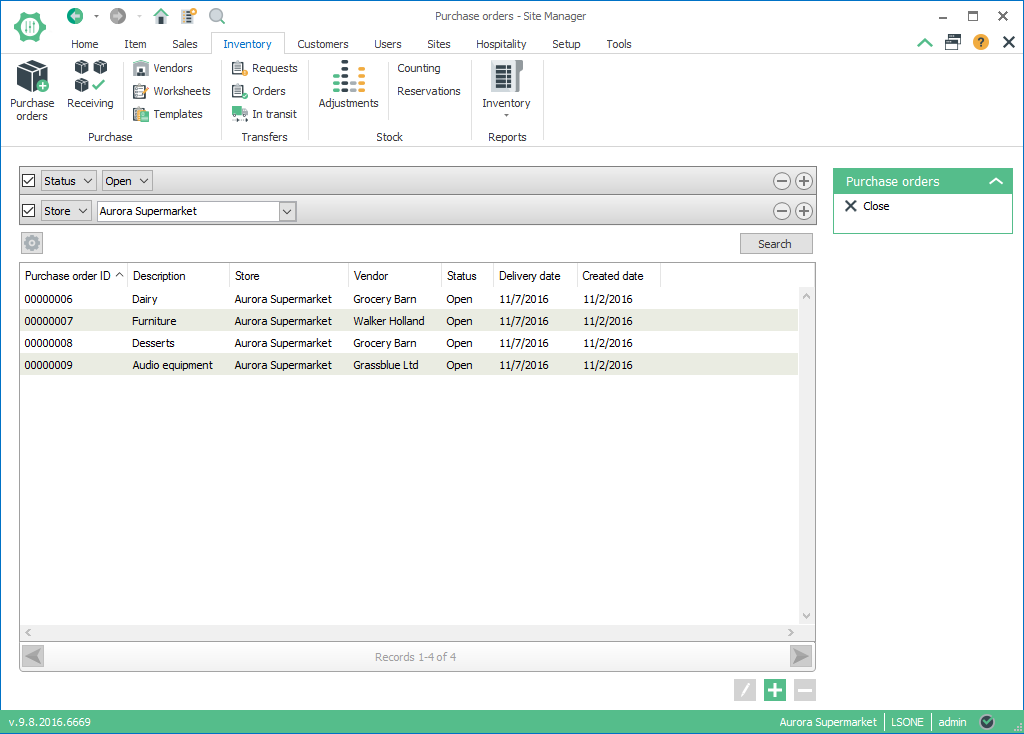 Purchase orders - Site Manager
Home Item Sales Inventory Customers Users Sites Hospitality Setup Tools
Purchase orders
Receiving
Vendors
Worksheets
Templates
Purchase
Requests
Orders
In transit
Transfers
Adjustments
Counting
Reservations
Stock
Inventory
Reports
Status Open
Store Aurora Supermarket
Search
Purchase orders
Close
Purchase order ID Description Store Vendor Status Delivery date Created date
00000006 Dairy Aurora Supermarket Grocery Barn Open 11/7/2016 11/2/2016
00000007 Furniture Aurora Supermarket Walker Holland Open 11/7/2016 11/2/2016
00000008 Desserts Aurora Supermarket Grocery Barn Open 11/7/2016 11/2/2016
00000009 Audio equipment Aurora Supermarket Grassblue Ltd Open 11/7/2016 11/2/2016
Records 1-4 of 4
v.9.8.2016.6669 Aurora Supermarket LSONE admin